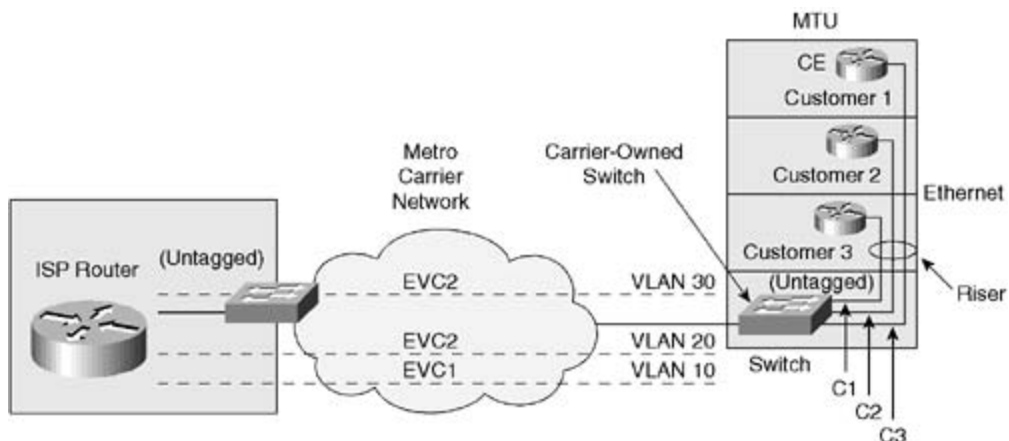 MTU
CE
Customer 1
Metro
Carrier
Network
Carrier-Owned
Switch
Customer 2
Ethernet
Customer 3
ISP Router
(Untagged)
EVC2
VLAN 30
(Untagged)
Riser
EVC2
VLAN 20
EVC1
VLAN 10
Switch
C1
C2
C3